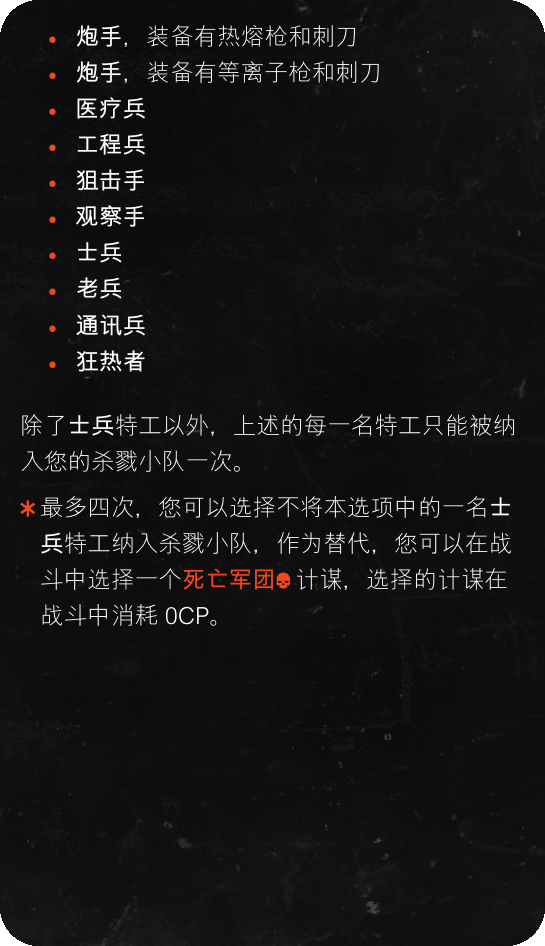 • 炮手，装备有热熔枪和刺刀
• 炮手，装备有等离子枪和刺刀
• 医疗兵
• 工程兵
• 狙击手
• 观察手
• 士兵
• 老兵
• 通讯兵
• 狂热者
除了士兵特工以外，上述的每一名特工只能被纳
入您的杀戮小队一次。
* 最多四次，您可以选择不将本选项中的一名士
兵特工纳入杀戮小队，作为替代，您可以在战
斗中选择一个死亡军团 计谋，选择的计谋在
战斗中消耗 0CP。